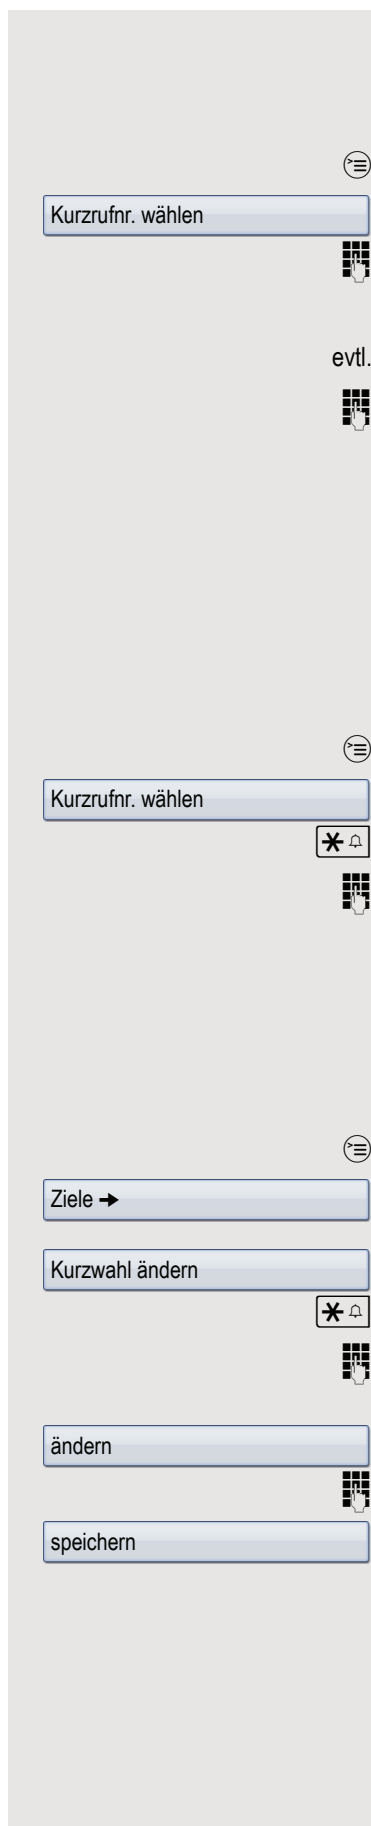 Kurzrufnr. wählen
evtl.
Kurzrufnr. wählen
Ziele ➔
Kurzwahl ändern
ändern
speichern